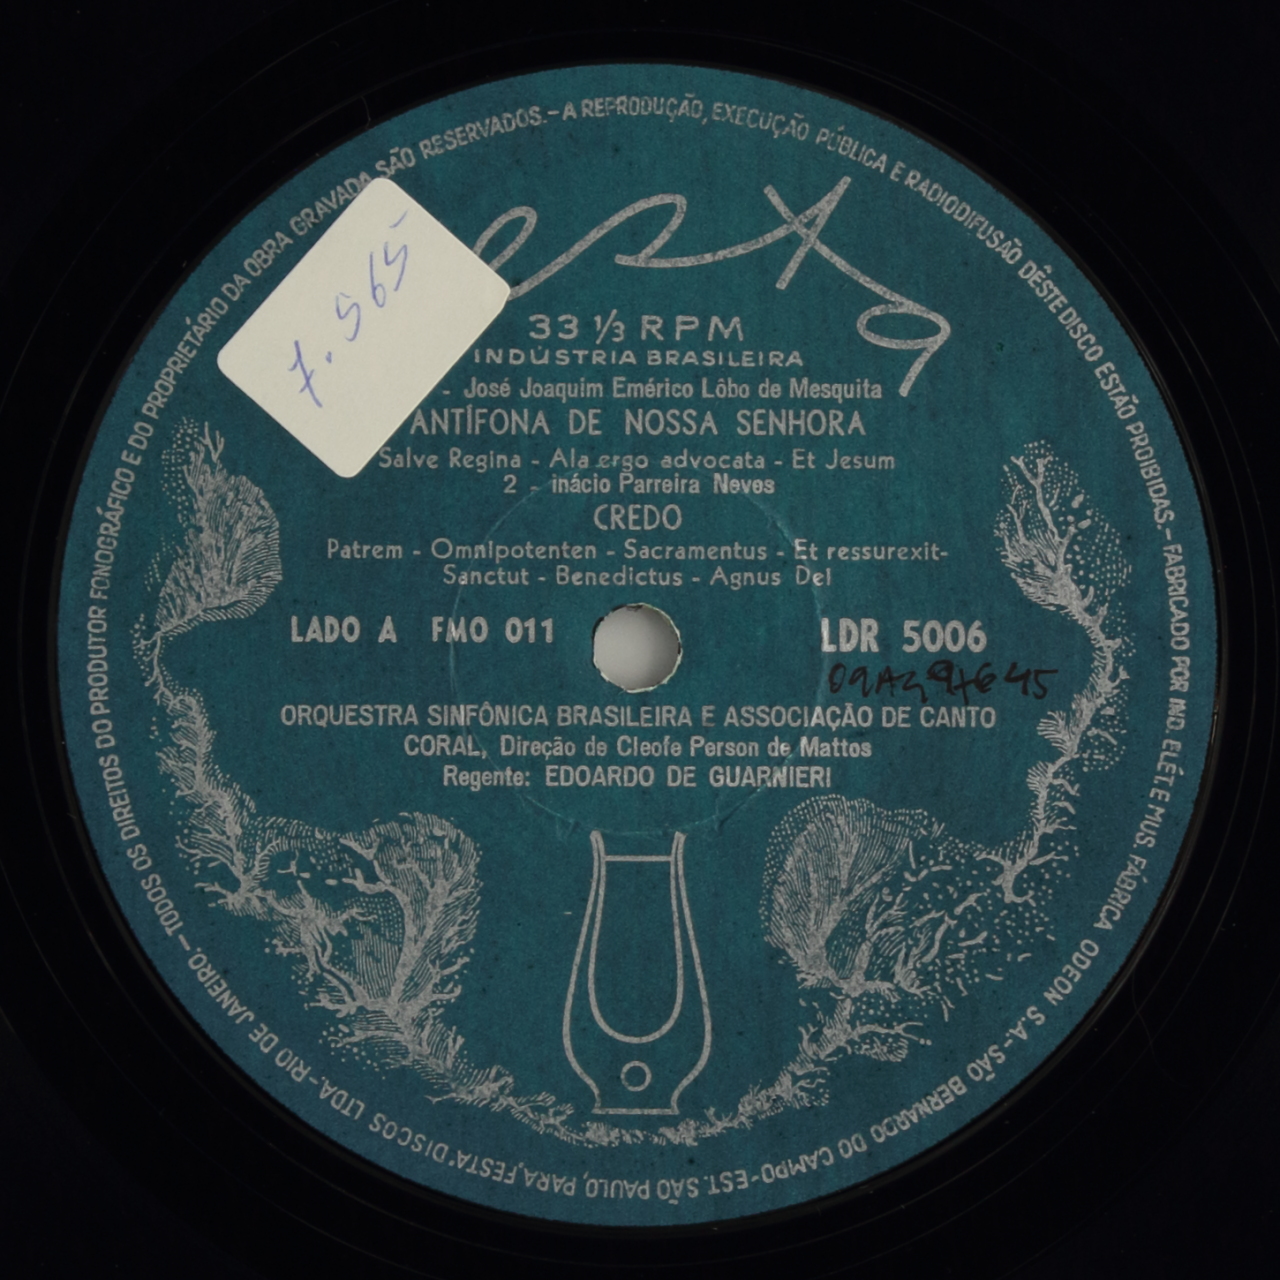 TODOS OS DIREITOS DO PRODUTOR FONOGRÁFICO E DO PROPRIETÁRIO DA OBRA GRAVADA SÃO RESERVADOS.-A REPRODUÇÃO, EXECUÇÃO PÚBLICA E RADIODIFUSÃO DÊSTE DISCO ESTÃO PROIBIDAS.- FABRICADO POR IND. ELÉT. E MUS. FÁBRICA ODEON S.A.-SÃO BERNARDO DO CAMPO-EST. SÃO PAULO, PARA "FESTA" DISCOS LTDA-RIO DE JANEIRO.-
esta
7.565
33 ⅓ RPM
INDÚSTRIA BRASILEIRA
- José Joaquim Emérico Lôbo de Mesquita
ANTÍFONA DE NOSSA SENHORA
Salve Regina - Ala ergo advocata - Et Jesum
2 - inácio Parreira Neves
CREDO
Patrem - Omnipotenten - Sacramentus - Et ressurexit-
Sanctut - Benedictus - Agnus Del
LADO A FMO 011
LDR 5006
ORQUESTRA SINFÔNICA BRASILEIRA E ASSOCIAÇÃO DE CANTO
CORAL, Direção de Cleofe Person de Mattos
Regente: EDOARDO DE GUARNIERI